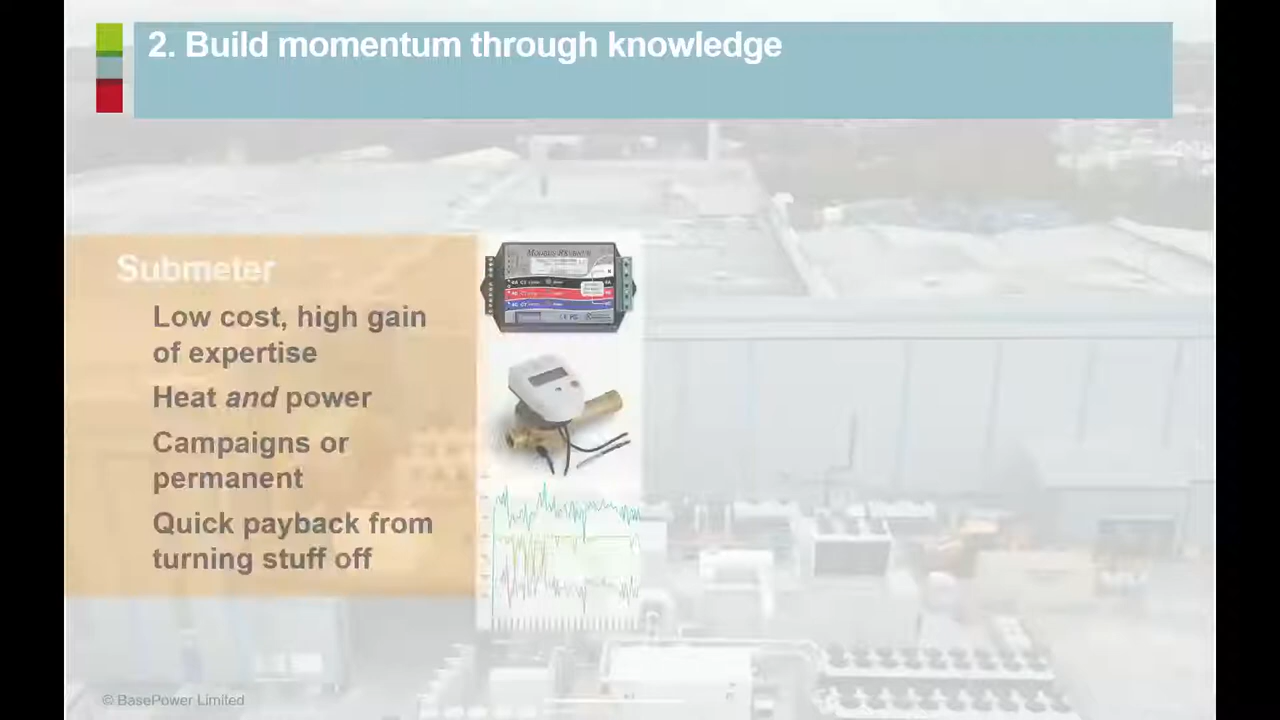 2. Build momentum through knowledge
Submeter
Low cost, high gain
of expertise
Heat and power
Campaigns or
permanent
Quick payback from
turning stuff off
© BasePower Limited